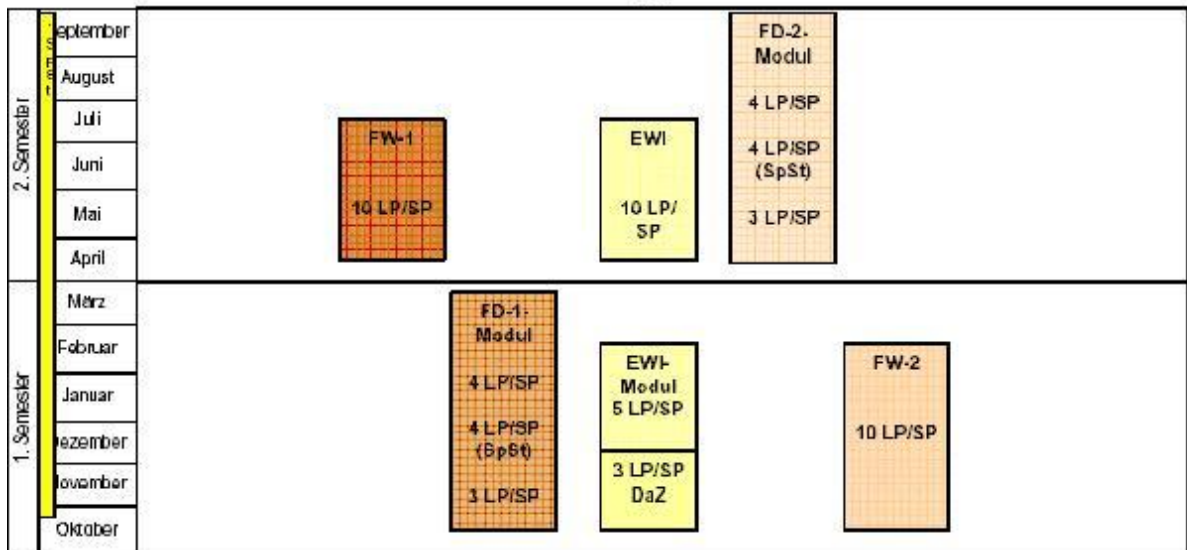 2. Semester
eptember
August
Juli
Juni
Mai
April
FW-1
10 LP/SP
EWI
10 LP/
SP
FD-2-
Modul
4 LP/SP
4 LP/SP
(SpSt)
3 LP/SP
1. Semester
März
Februar
Januar
ezember
lovember
Oktober
FD-1-
Modul
4 LP/SP
4 LP/SP
(SpSt)
3 LP/SP
EWI-
Modul
5 LP/SP
3 LP/SP
DaZ
FW-2
10 LP/SP